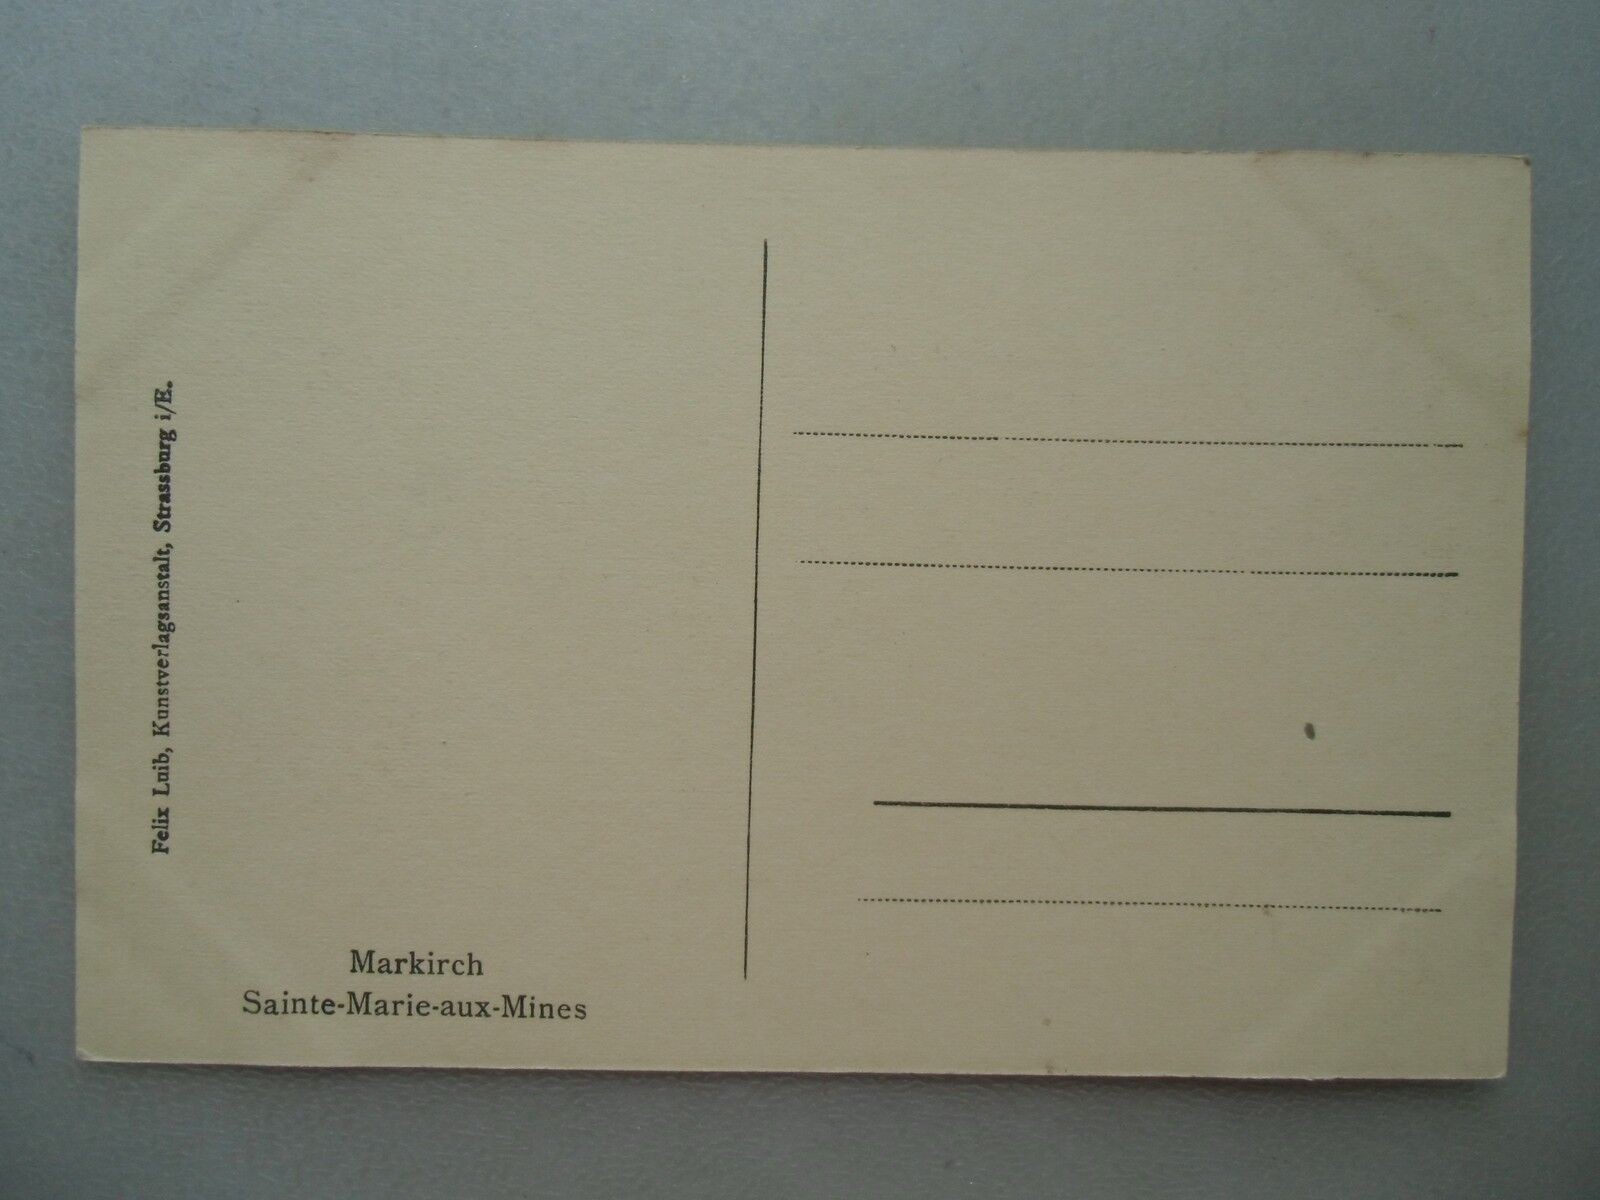 Felix Luib, Kunstverlagsanstalt, Strassburg i/E.
Markirch
Sainte-Marie-aux-Mines